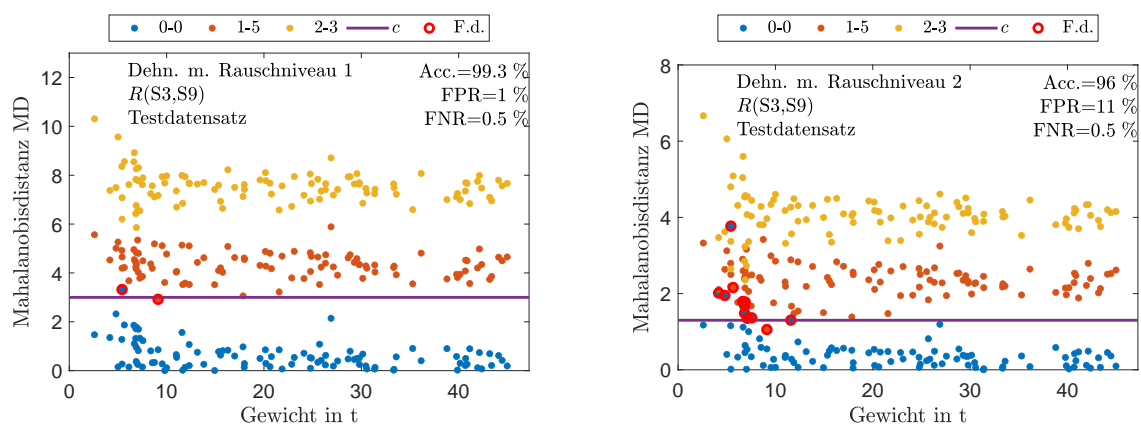 0-0 1-5 2-3 c F.d.
Dehn. m. Rauschniveau 1 Acc.=99.3 %
R(S3,S9) FPR=1 %
Testdatensatz FNR=0.5 %
Mahalanobisdistanz MD
12
10
8
6
4
2
0
0 10 20 30 40
Gewicht in t
0-0 1-5 2-3 c F.d.
Dehn. m. Rauschniveau 2 Acc.=96 %
R(S3,S9) FPR=11 %
Testdatensatz FNR=0.5 %
Mahalanobisdistanz MD
8
6
4
2
0
0 10 20 30 40
Gewicht in t